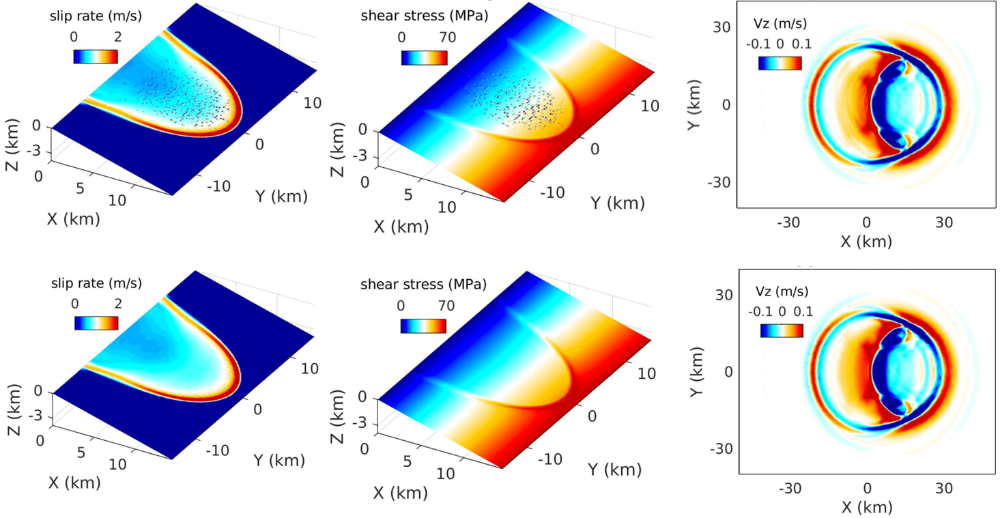 slip rate (m/s)
0 2
0
-3
Z (km)
0
5
10
X (km)
-10
0
10
Y (km)
shear stress (MPa)
0 70
0
-3
Z (km)
0
5
10
X (km)
-10
0
10
Y (km)
Vz (m/s)
-0.1 0 0.1
30
0
-30
Y (km)
-30 0 30
X (km)
slip rate (m/s)
0 2
0
-3
Z (km)
0
5
10
X (km)
-10
0
10
Y (km)
shear stress (MPa)
0 70
0
-3
Z (km)
0
5
10
X (km)
-10
0
10
Y (km)
Vz (m/s)
-0.1 0 0.1
30
0
-30
Y (km)
-30 0 30
X (km)